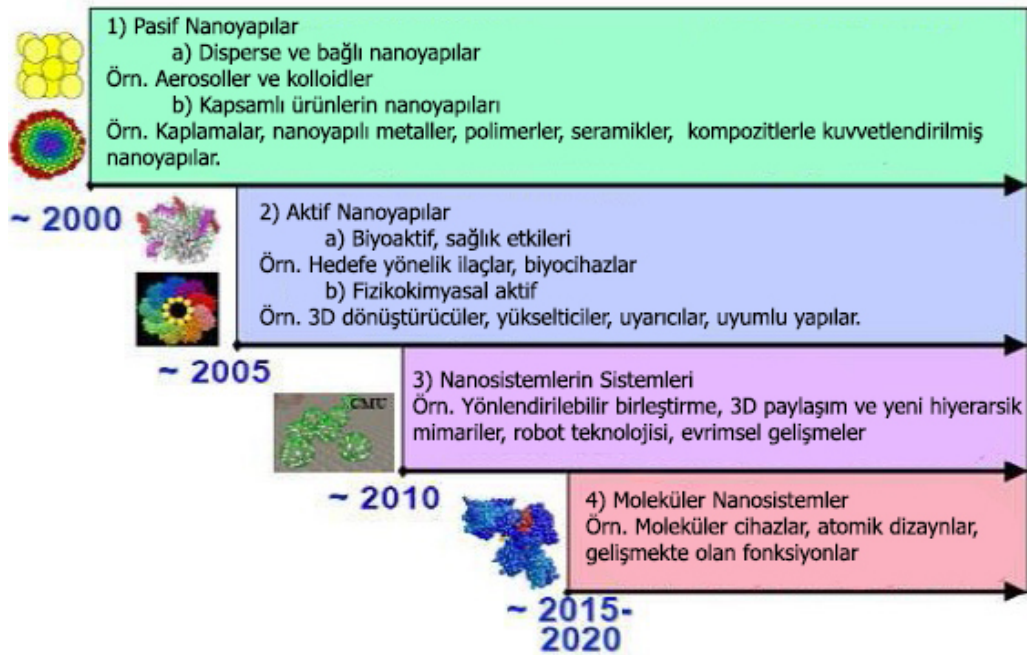 1) Pasif Nanoyapılar
a) Disperse ve bağlı nanoyapılar
Örn. Aerosoller ve kolloidler
b) Kapsamlı ürünlerin nanoyapıları
Örn. Kaplamalar, nanoyapılı metaller, polimerler, seramikler, kompozitlerle kuvvetlendirilmiş
nanoyapılar.
~ 2000
2) Aktif Nanoyapılar
a) Biyoaktif, sağlık etkileri
Örn. Hedefe yönelik ilaçlar, biyocihazlar
b) Fizikokimyasal aktif
Örn. 3D dönüştürücüler, yükselticiler, uyarıcılar, uyumlu yapılar.
~ 2005
3) Nanosistemlerin Sistemleri
Örn. Yönlendirilebilir birleştirme, 3D paylaşım ve yeni hiyerarsik
mimariler, robot teknolojisi, evrimsel gelişmeler
CMU
~ 2010
4) Moleküler Nanosistemler
Örn. Moleküler cihazlar, atomik dizaynlar,
gelişmekte olan fonksiyonlar
~ 2015-
2020